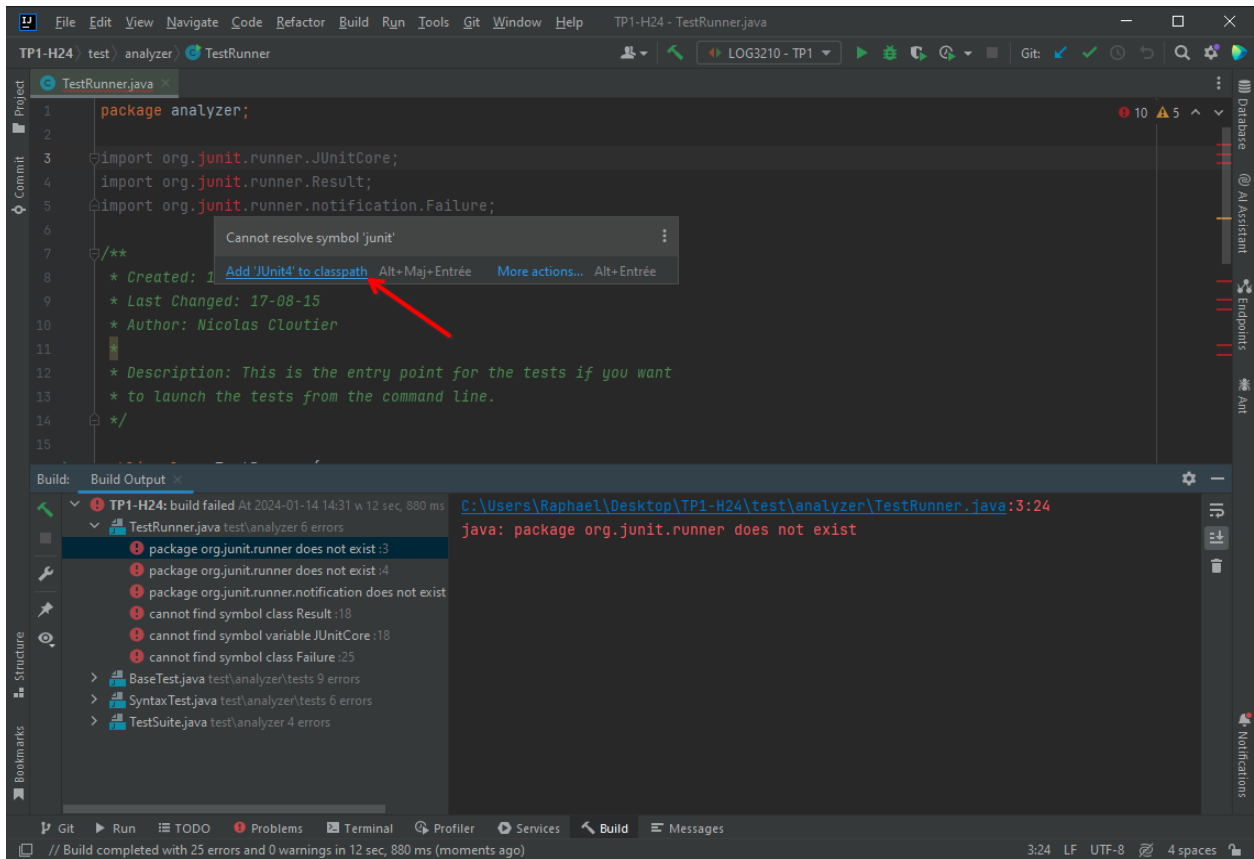 File Edit View Navigate Code Refactor Build Run Tools Git Window Help TP1-H24 - TestRunner.java
TP1-H24 test analyzer TestRunner LOG3210 - TP1 Git:
TestRunner.java
Project
Commit
Structure
Bookmarks
1 package analyzer;
10 5
2
3 import org.junit.runner.JUnitCore;
4 import org.junit.runner.Result;
5 import org.junit.runner.notification.Failure;
6
Cannot resolve symbol 'junit'
Add 'JUnit4' to classpath Alt+Maj+Entrée More actions... Alt+Entrée
7 /**
8 * Created: 1
9 * Last Changed: 17-08-15
10 * Author: Nicolas Cloutier
11 *
12 * Description: This is the entry point for the tests if you want
13 * to launch the tests from the command line.
14 */
15
Database
AI Assistant
Endpoints
Ant
Notifications
Build: Build Output
TP1-H24: build failed At 2024-01-14 14:31 w 12 sec, 880 ms
TestRunner.java test\analyzer 6 errors
package org.junit.runner does not exist :3
package org.junit.runner does not exist :4
package org.junit.runner.notification does not exist
cannot find symbol class Result :18
cannot find symbol variable JUnitCore :18
cannot find symbol class Failure :25
BaseTest.java test\analyzer\tests 9 errors
SyntaxTest.java test\analyzer\tests 6 errors
TestSuite.java test\analyzer 4 errors
C:\Users\Raphael\Desktop\TP1-H24\test\analyzer\TestRunner.java:3:24
java: package org.junit.runner does not exist
Git Run TODO Problems Terminal Profiler Services Build Messages
// Build completed with 25 errors and 0 warnings in 12 sec, 880 ms (moments ago) 3:24 LF UTF-8 4 spaces